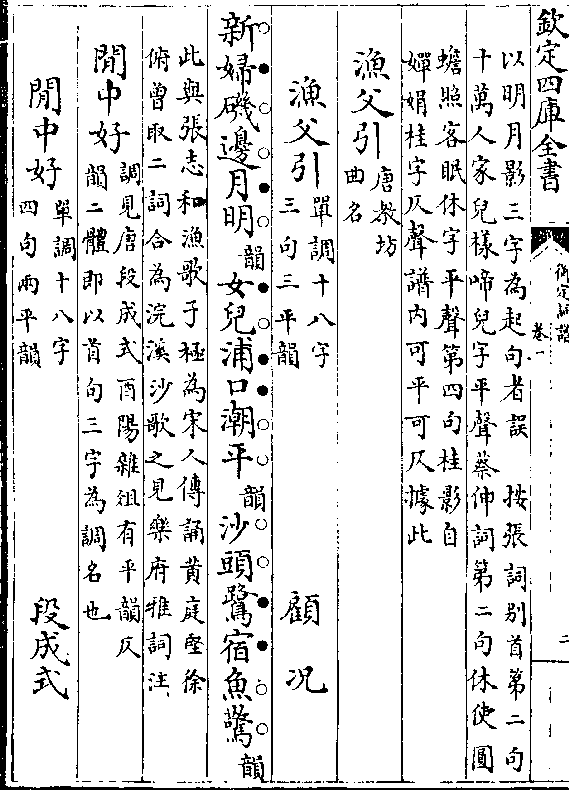 欽定四庫全書
御定詞譜
卷一
二
以明月影三字為起句者誤　按張詞别首第二句
十萬人家兒樣啼兒字平聲蔡伸詞第二句休使圓
蟾照客眠休字平聲第四句桂影自
嬋娟桂字仄聲譜内可平可仄據此
漁父引
唐教坊
曲名
漁父引
單調十八字
三句三平韻
顧况
新婦磯邊月明韻女兒浦口潮平韻沙頭鷺宿魚驚韻
此與張志和漁歌子極為宋人傳誦黄庭堅徐
俯曾取二詞合為浣溪沙歌之見樂府雅詞注
閒中好
調見唐段成式酉陽雜俎有平韻仄
韻二體即以首句三字為調名也
閒中好
單調十八字
四句兩平韻
段成式